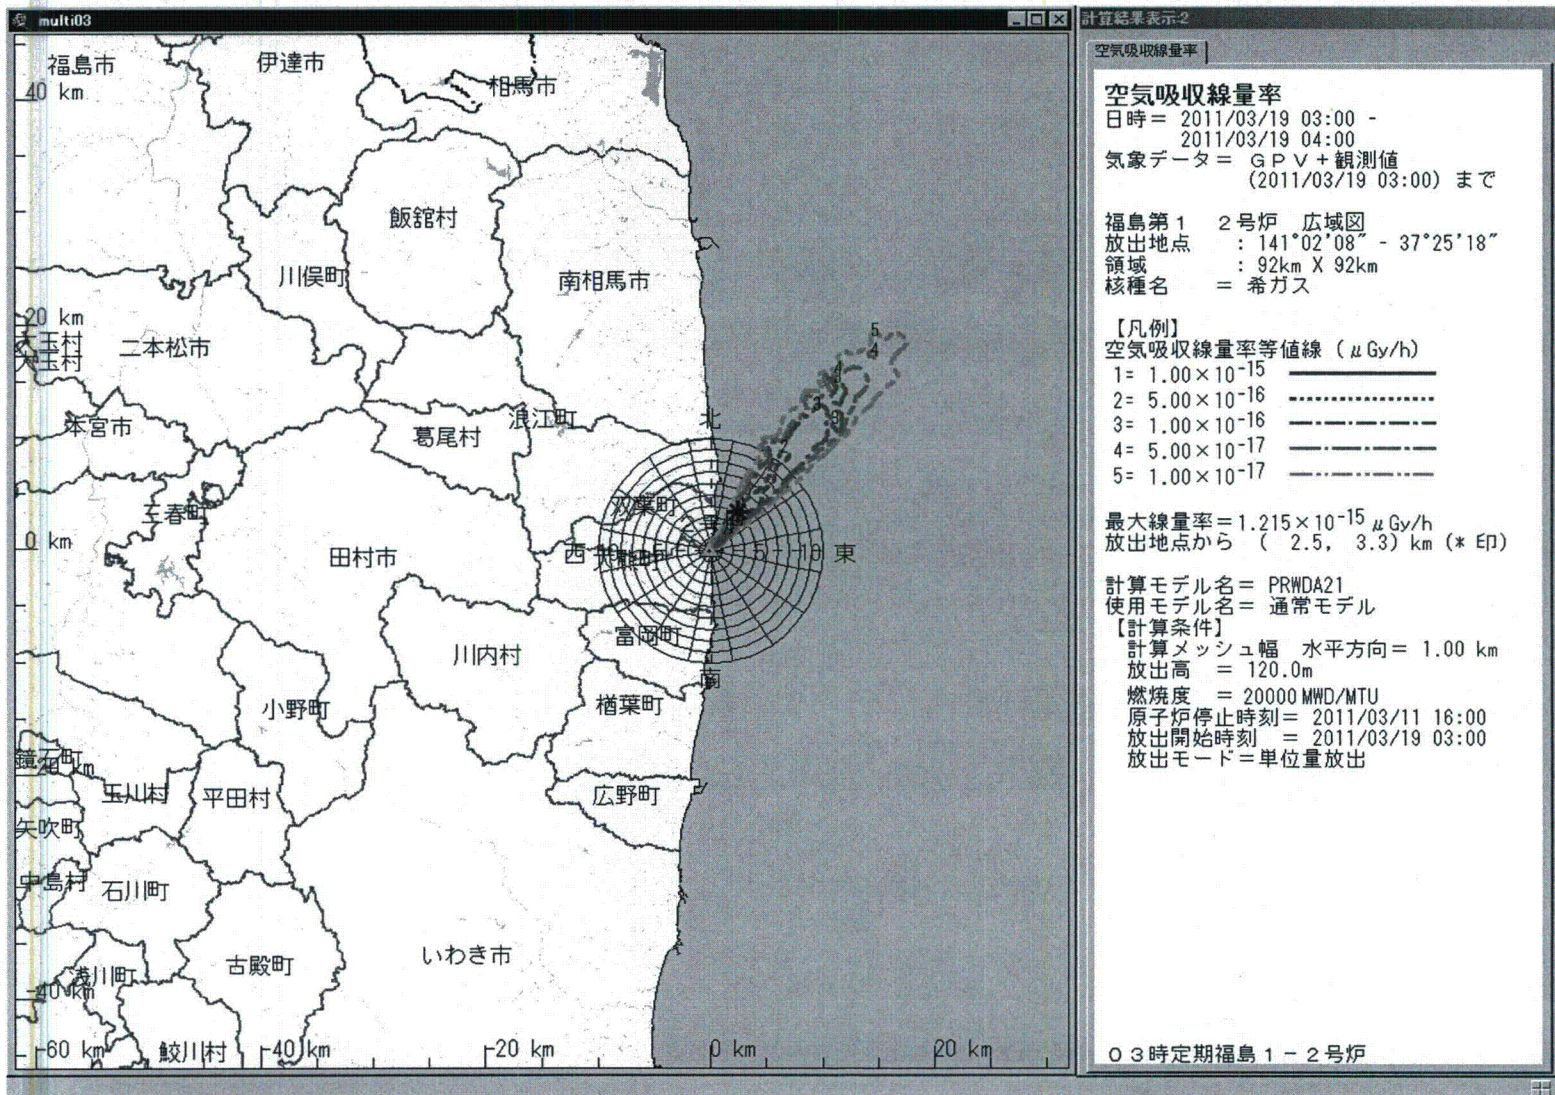 multi03
福島市
伊達市
相馬市
40 km
飯舘村
川俣町
南相馬市
20 km
大玉村
大玉村
二本松市
本宮市
葛尾村
浪江町
北
三春町
双葉町
0 km
田村市
西
東
富岡町
川内村
南
小野町
楢葉町
鏡石町
玉川村
平田村
広野町
矢吹町
中島村
石川町
いわき市
古殿町
浅川町
-40 km
鮫川村
-60 km
-40 km
-20 km
0 km
20 km
5
4
4
3
3
計算結果表示:2
空気吸収線量率
空気吸収線量率
日時= 2011/03/19 03:00 -
2011/03/19 04:00
気象データ= GPV+観測値
(2011/03/19 03:00) まで
福島第1 2号炉 広域図
放出地点 : 141°02'08" - 37°25'18"
領域 : 92km X 92km
核種名 = 希ガス
【凡例】
空気吸収線量率等値線 (μGy/h)
1= 1.00×10⁻¹⁵
2= 5.00×10⁻¹⁶
3= 1.00×10⁻¹⁶
4= 5.00×10⁻¹⁷
5= 1.00×10⁻¹⁷
最大線量率=1.215×10⁻¹⁵ μGy/h
放出地点から ( 2.5, 3.3) km (* 印)
計算モデル名= PRWDA21
使用モデル名= 通常モデル
【計算条件】
計算メッシュ幅 水平方向= 1.00 km
放出高 = 120.0m
燃焼度 = 20000MWD/MTU
原子炉停止時刻= 2011/03/11 16:00
放出開始時刻 = 2011/03/19 03:00
放出モード=単位量放出
03時定期福島1-2号炉